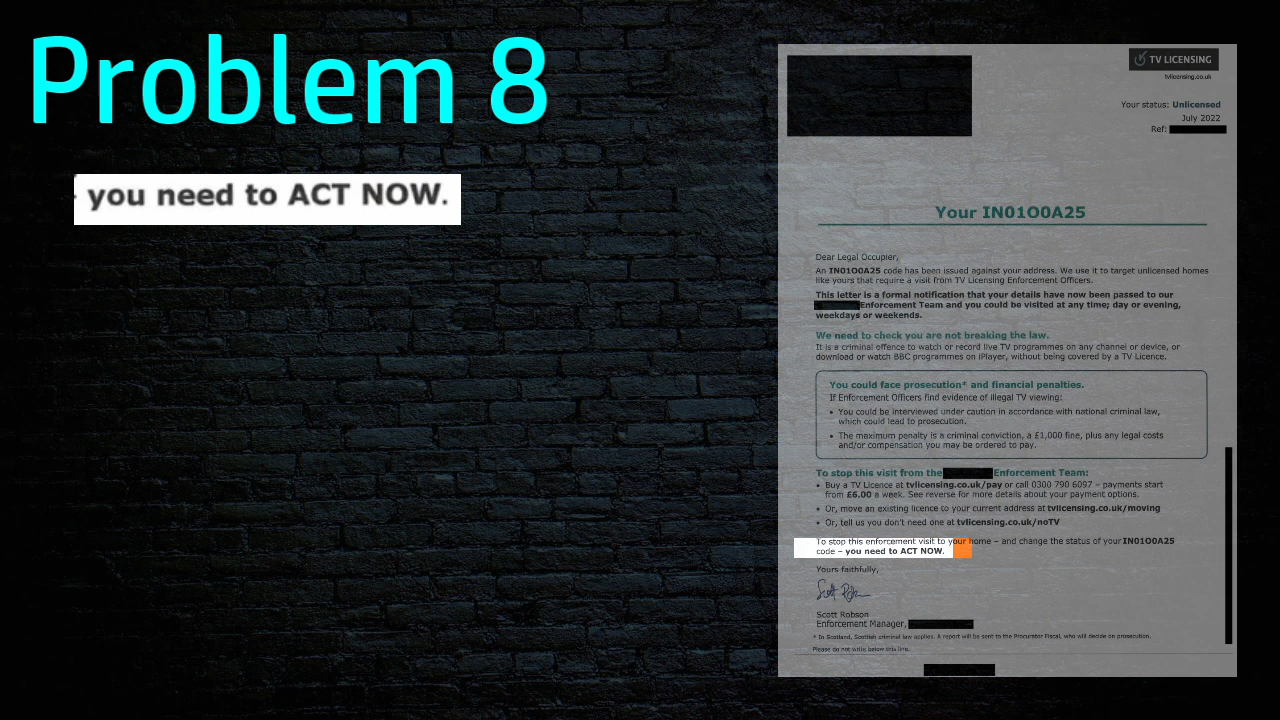 Problem 8
- you need to ACT NOW.
TV LICENSING
tvlicensing.co.uk
Your status: Unlicensed
July 2022
Ref:
Your IN01O0A25
Dear Legal Occupier,
An IN01O0A25 code has been issued against your address. We use it to target unlicensed homes
like yours that require a visit from TV Licensing Enforcement Officers.
This letter is a formal notification that your details have now been passed to our
Enforcement Team and you could be visited at any time; day or evening,
weekdays or weekends.
We need to check you are not breaking the law.
It is a criminal offence to watch or record live TV programmes on any channel or device, or
download or watch BBC programmes on iPlayer, without being covered by a TV Licence.
You could face prosecution* and financial penalties.
If Enforcement Officers find evidence of illegal TV viewing:
• You could be interviewed under caution in accordance with national criminal law,
which could lead to prosecution.
• The maximum penalty is a criminal conviction, a £1,000 fine, plus any legal costs
and/or compensation you may be ordered to pay.
To stop this visit from the Enforcement Team:
• Buy a TV Licence at tvlicensing.co.uk/pay or call 0300 790 6097 – payments start
from £6.00 a week. See reverse for more details about your payment options.
• Or, move an existing licence to your current address at tvlicensing.co.uk/moving
• Or, tell us you don't need one at tvlicensing.co.uk/noTV
To stop this enforcement visit to your home – and change the status of your IN01O0A25
code – you need to ACT NOW.
Yours faithfully,
Scott Robson
Enforcement Manager,
* In Scotland, Scottish criminal law applies. A report will be sent to the Procurator Fiscal, who will decide on prosecution.
Please do not write below this line.